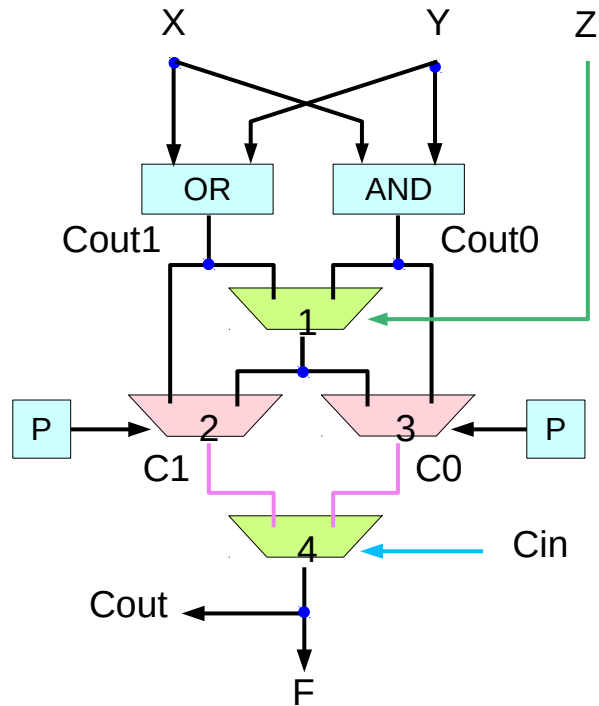 X Y Z
OR AND
Cout1 Cout0
1
P 2 3 P
C1 C0
4 Cin
Cout
F